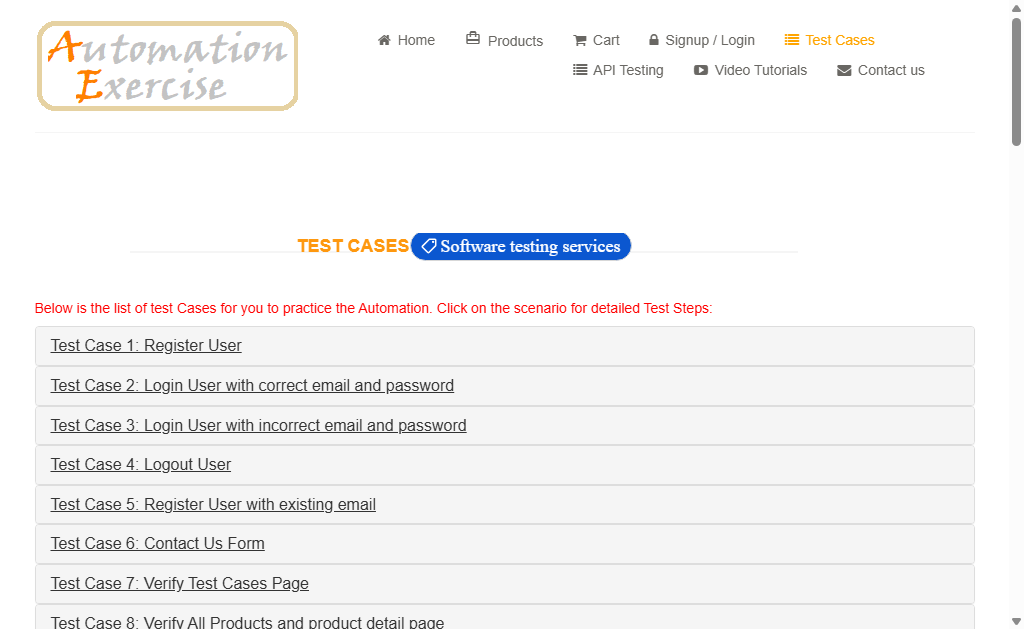 Automation
Exercise
Home
Products
Cart
Signup / Login
Test Cases
API Testing
Video Tutorials
Contact us
TEST CASES Software testing services
Below is the list of test Cases for you to practice the Automation. Click on the scenario for detailed Test Steps:
Test Case 1: Register User
Test Case 2: Login User with correct email and password
Test Case 3: Login User with incorrect email and password
Test Case 4: Logout User
Test Case 5: Register User with existing email
Test Case 6: Contact Us Form
Test Case 7: Verify Test Cases Page
Test Case 8: Verify All Products and product detail page